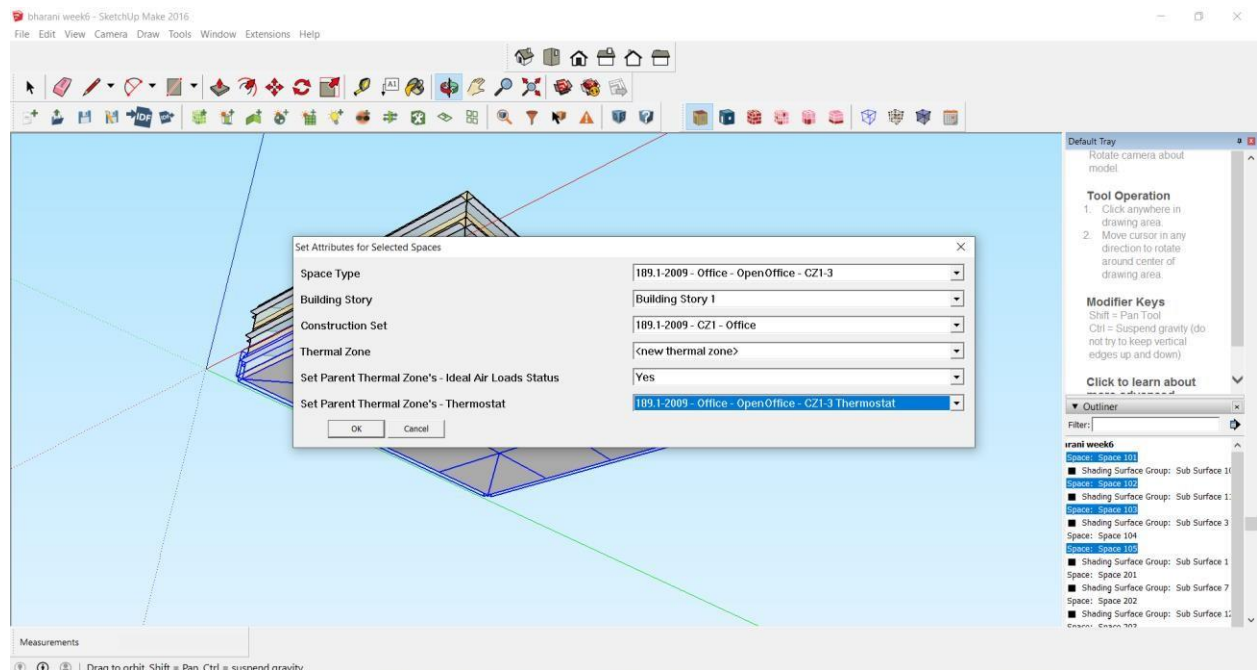 bharani week6 - SketchUp Make 2016
File Edit View Camera Draw Tools Window Extensions Help
A1
IDF
Default Tray
Rotate camera about
model
Tool Operation
1. Click anywhere in
drawing area.
2. Move cursor in any
direction to rotate
around center of
drawing area.
Modifier Keys
Shift = Pan Tool
Ctrl = Suspend gravity (do
not try to keep vertical
edges up and down)
Click to learn about
Set Attributes for Selected Spaces
Space Type 189.1-2009 - Office - OpenOffice - CZ1-3
Building Story Building Story 1
Construction Set 189.1-2009 - CZ1 - Office
Thermal Zone <new thermal zone>
Set Parent Thermal Zone's - Ideal Air Loads Status Yes
Set Parent Thermal Zone's - Thermostat 189.1-2009 - Office - OpenOffice - CZ1-3 Thermostat
OK Cancel
Outliner
Filter:
arani week6
Space: Space 101
Shading Surface Group: Sub Surface 10
Space: Space 102
Shading Surface Group: Sub Surface 1
Space: Space 103
Shading Surface Group: Sub Surface 3
Space: Space 104
Space: Space 105
Shading Surface Group: Sub Surface 1
Space: Space 201
Shading Surface Group: Sub Surface 7
Space: Space 202
Shading Surface Group: Sub Surface 12
Measurements
Drag to orbit. Shift = Pan, Ctrl = suspend gravity